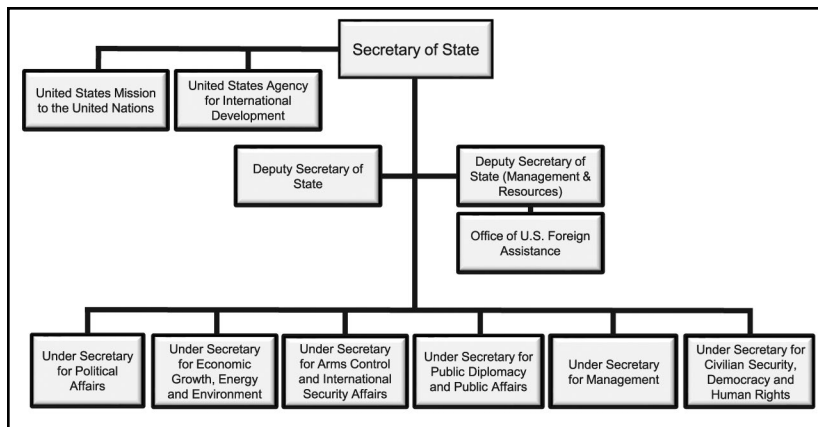 Secretary of State
United States Mission
to the United Nations
United States Agency
for International
Development
Deputy Secretary of
State
Deputy Secretary of
State (Management &
Resources)
Office of U.S. Foreign
Assistance
Under Secretary
for Political
Affairs
Under Secretary
for Economic
Growth, Energy
and Environment
Under Secretary
for Arms Control
and International
Security Affairs
Under Secretary for
Public Diplomacy
and Public Affairs
Under Secretary
for Management
Under Secretary for
Civilian Security,
Democracy and
Human Rights